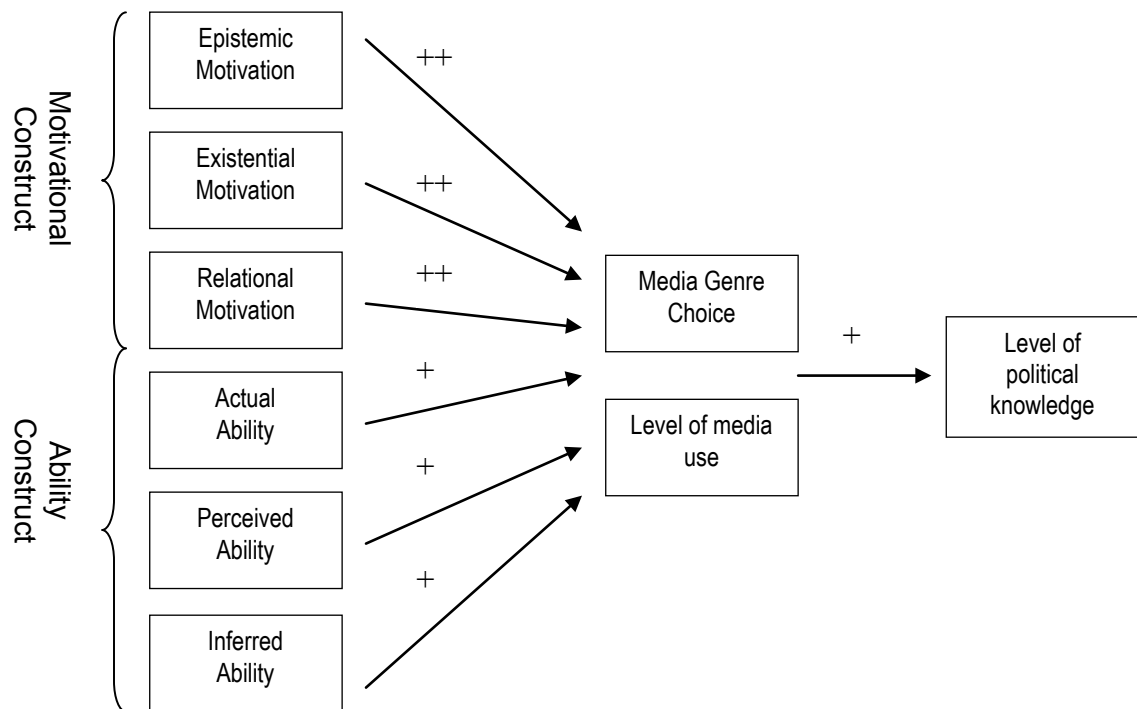 Motivational
Construct
Epistemic
Motivation
++
Existential
Motivation
++
Relational
Motivation
++
Ability
Construct
Actual
Ability
+
Perceived
Ability
+
Inferred
Ability
+
Media Genre
Choice
Level of media
use
+
Level of
political
knowledge